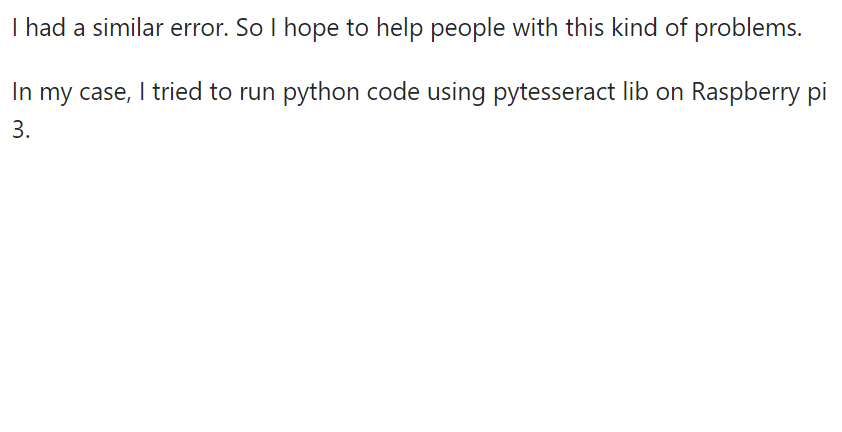 I had a similar error. So I hope to help people with this kind of problems.
In my case, I tried to run python code using pytesseract lib on Raspberry pi
3.